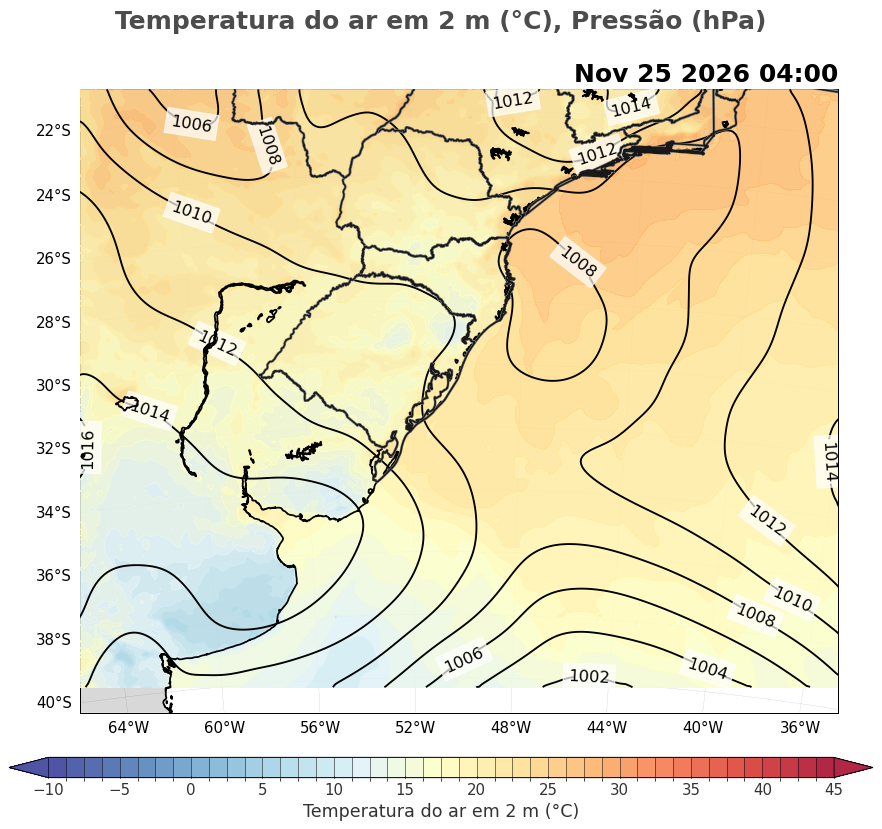 Temperatura do ar em 2 m (°C), Pressão (hPa)
Nov 25 2026 04:00
1006
1008
1012
1014
1012
22°S
24°S
1010
26°S
1008
28°S
1012
30°S
1014
32°S
1016
1014
34°S
1012
36°S
1010
1008
38°S
1006
1004
1002
40°S
64°W 60°W 56°W 52°W 48°W 44°W 40°W 36°W
−10 −5 0 5 10 15 20 25 30 35 40 45
Temperatura do ar em 2 m (°C)